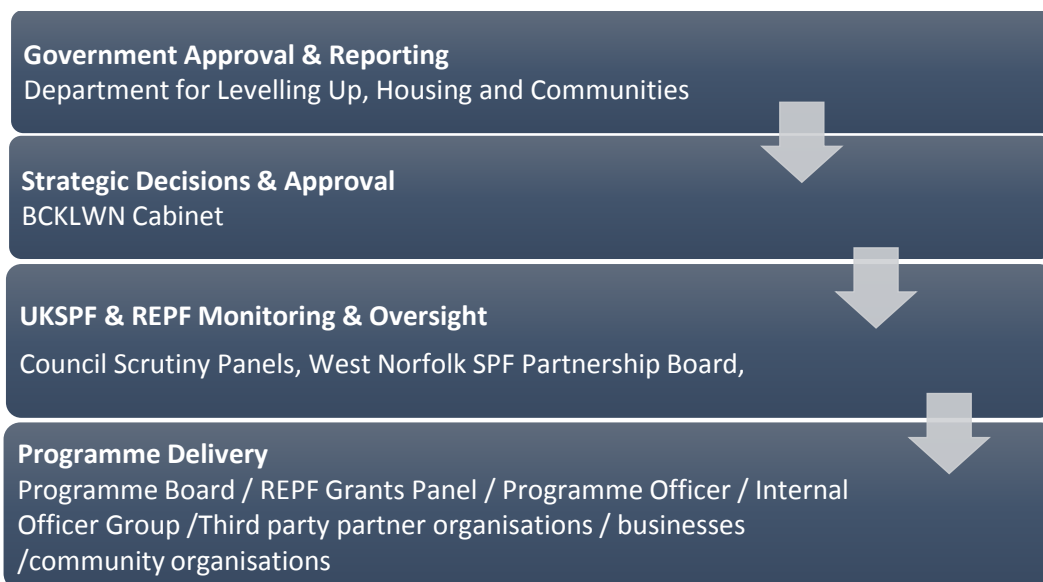 Government Approval & Reporting
Department for Levelling Up, Housing and Communities
Strategic Decisions & Approval
BCKLWN Cabinet
UKSPF & REPF Monitoring & Oversight
Council Scrutiny Panels, West Norfolk SPF Partnership Board,
Programme Delivery
Programme Board / REPF Grants Panel / Programme Officer / Internal
Officer Group /Third party partner organisations / businesses
/community organisations